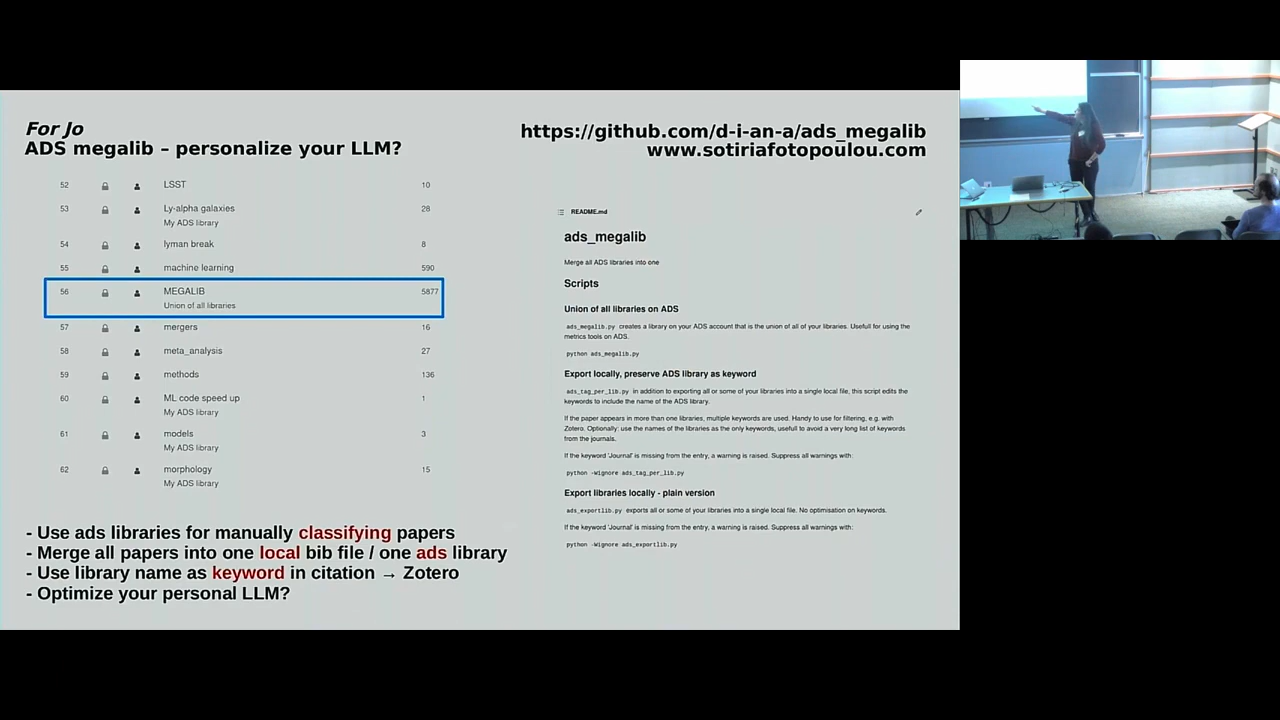 For Jo
ADS megalib – personalize your LLM?
https://github.com/d-i-an-a/ads_megalib
www.sotiriafotopoulou.com
52 LSST 10
53 Ly-alpha galaxies 28
My ADS library
54 lyman break 8
55 machine learning 590
56 MEGALIB 5877
Union of all libraries
57 mergers 16
58 meta_analysis 27
59 methods 136
60 ML code speed up 1
My ADS library
61 models 3
My ADS library
62 morphology 15
My ADS library
README.md
ads_megalib
Merge all ADS libraries into one
Scripts
Union of all libraries on ADS
ads_megalib.py creates a library on your ADS account that is the union of all of your libraries. Usefull for using the
metrics tools on ADS.
python ads_megalib.py
Export locally, preserve ADS library as keyword
ads_tag_per_lib.py in addition to exporting all or some of your libraries into a single local file, this script edits the
keywords to include the name of the ADS library.
If the paper appears in more than one libraries, multiple keywords are used. Handy to use for filtering, e.g. with
Zotero. Optionally: use the names of the libraries as the only keywords, usefull to avoid a very long list of keywords
from the journals.
If the keyword 'Journal' is missing from the entry, a warning is raised. Suppress all warnings with:
python -Wignore ads_tag_per_lib.py
Export libraries locally - plain version
ads_exportlib.py exports all or some of your libraries into a single local file. No optimisation on keywords.
If the keyword 'Journal' is missing from the entry, a warning is raised. Suppress all warnings with:
python -Wignore ads_exportlib.py
- Use ads libraries for manually classifying papers
- Merge all papers into one local bib file / one ads library
- Use library name as keyword in citation → Zotero
- Optimize your personal LLM?